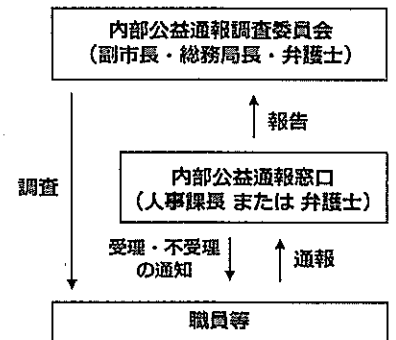 内部公益通報調査委員会
(副市長・総務局長・弁護士)
報告
調査
内部公益通報窓口
(人事課長 または 弁護士)
受理・不受理
の通知
通報
職員等